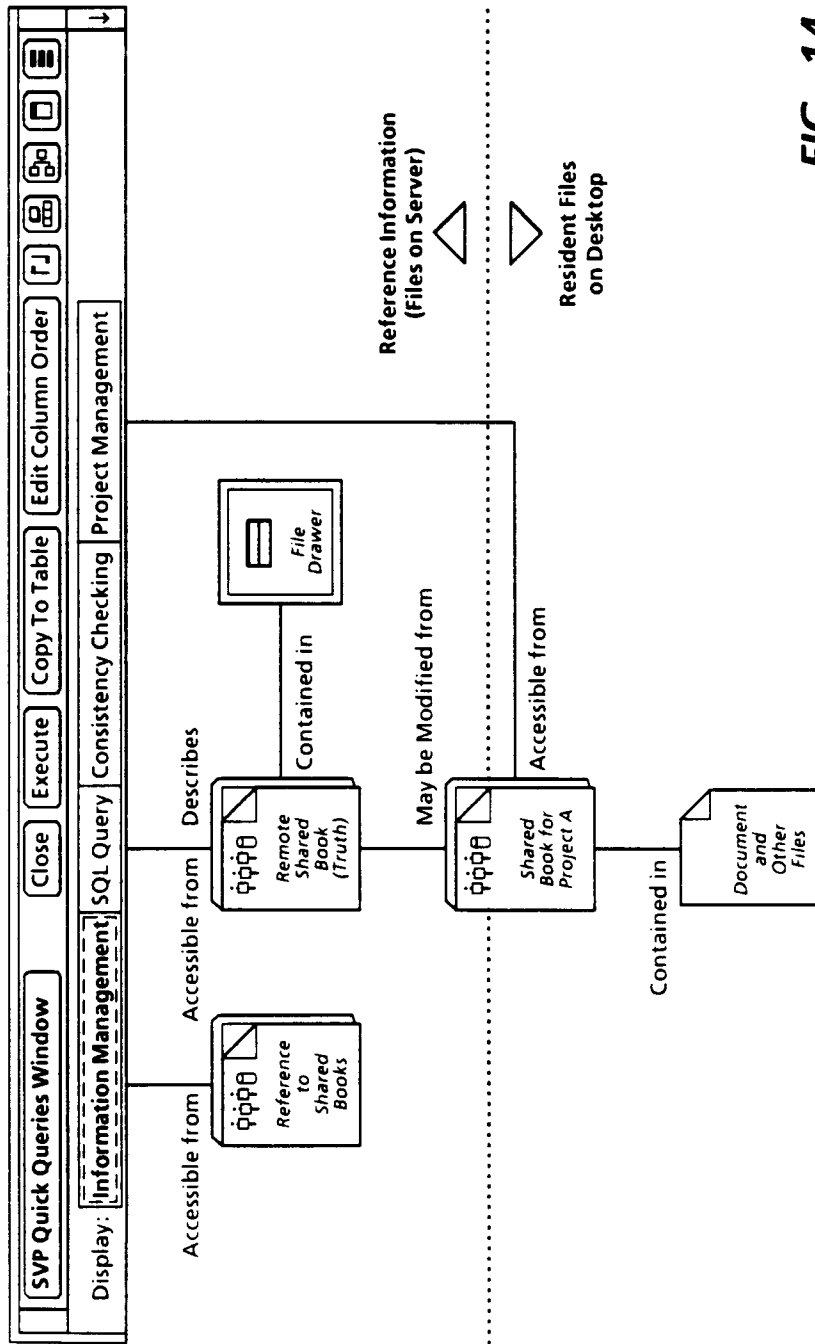 SVP Quick Queries Window
Close
Execute
Copy To Table
Edit Column Order
Display:
Information Management
SQL Query
Consistency Checking
Project Management
Accessible from
Accessible from
Describes
Reference
to
Shared
Books
Remote
Shared
Book
(Truth)
Contained in
File
Drawer
Reference Information
(Files on Server)
May be Modified from
Resident Files
on Desktop
Shared
Book for
Project A
Accessible from
Contained in
Document
and
Other
Files
FIG. 14